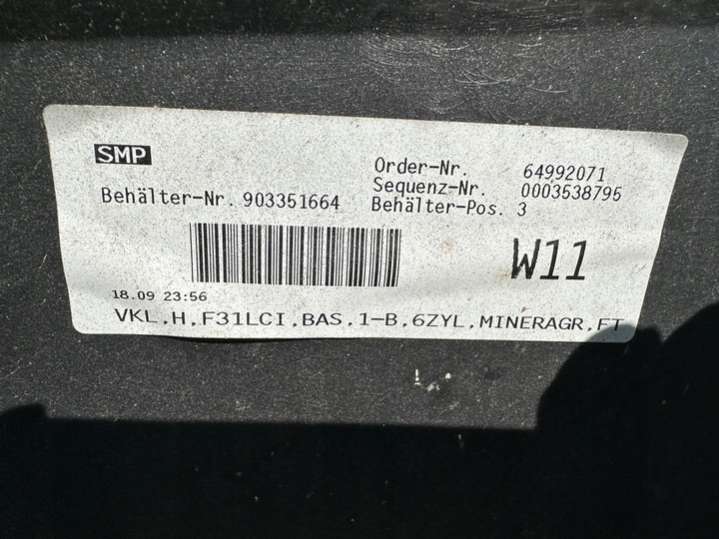 SMP
Order-Nr. 64992071
Sequenz-Nr. 0003538795
Behälter-Nr. 903351664
Behälter-Pos. 3
W11
18.09 23:56
VKL.H.F31LCI.BAS.1-B.6ZYL.MINERAGR.FT